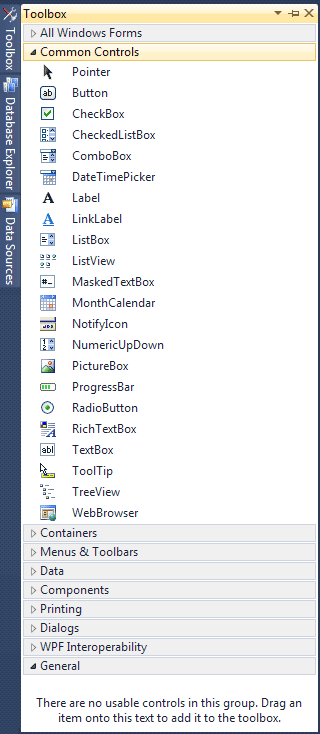 Toolbox
Toolbox
Database Explorer
Data Sources
All Windows Forms
Common Controls
Pointer
ab Button
CheckBox
CheckedListBox
ComboBox
DateTimePicker
A Label
A LinkLabel
ListBox
ListView
#- MaskedTextBox
MonthCalendar
NotifyIcon
1 2 NumericUpDown
PictureBox
ProgressBar
RadioButton
A RichTextBox
abl TextBox
ToolTip
TreeView
WebBrowser
Containers
Menus & Toolbars
Data
Components
Printing
Dialogs
WPF Interoperability
General
There are no usable controls in this group. Drag an
item onto this text to add it to the toolbox.